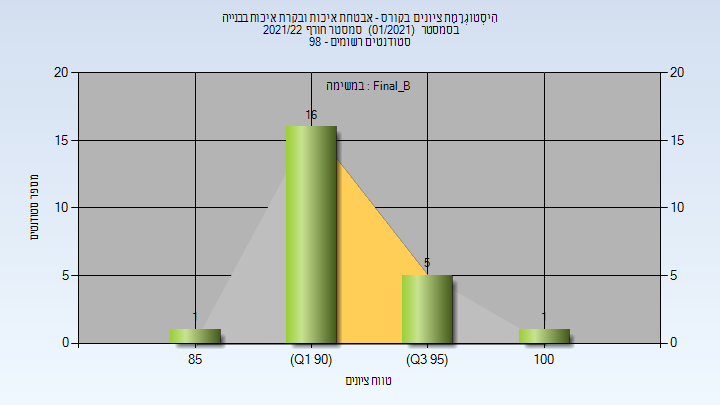 היסטוגרמת ציונים בקורס - אבטחת איכות ובקרת איכות בבנייה
בסמסטר (01/2021) סמסטר חורף 2021/22
סטודנטים רשומים - 98
במשימה : Final_B
20
15
10
5
0
20
15
10
5
0
מספר סטודנטים
1
16
5
1
85
(Q1 90)
(Q3 95)
100
טווח ציונים